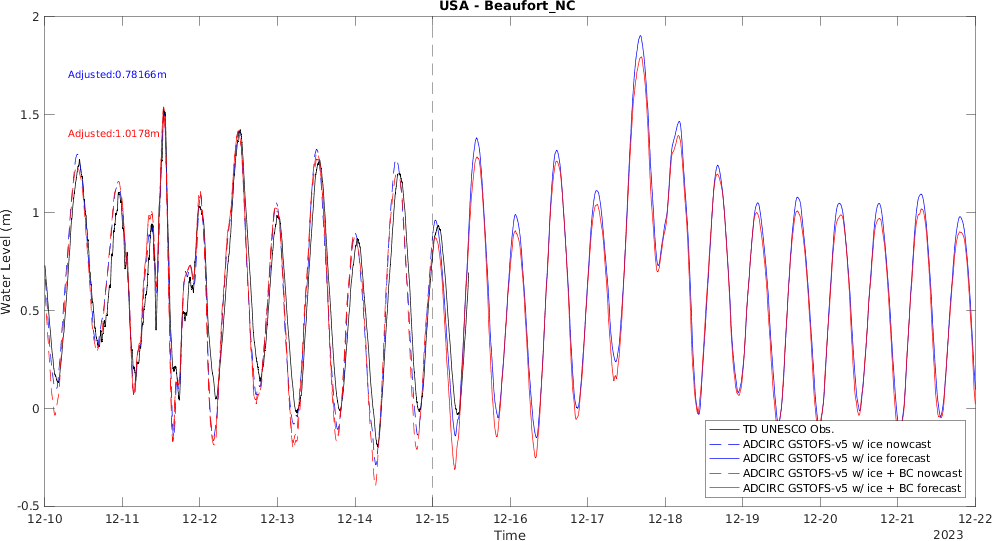 USA - Beaufort_NC
2
1.5
1
0.5
0
-0.5
Water Level (m)
Adjusted:0.78166m
Adjusted:1.0178m
TD UNESCO Obs.
ADCIRC GSTOFS-v5 w/ ice nowcast
ADCIRC GSTOFS-v5 w/ ice forecast
ADCIRC GSTOFS-v5 w/ ice + BC nowcast
ADCIRC GSTOFS-v5 w/ ice + BC forecast
12-10 12-11 12-12 12-13 12-14 12-15 12-16 12-17 12-18 12-19 12-20 12-21 12-22
Time
2023